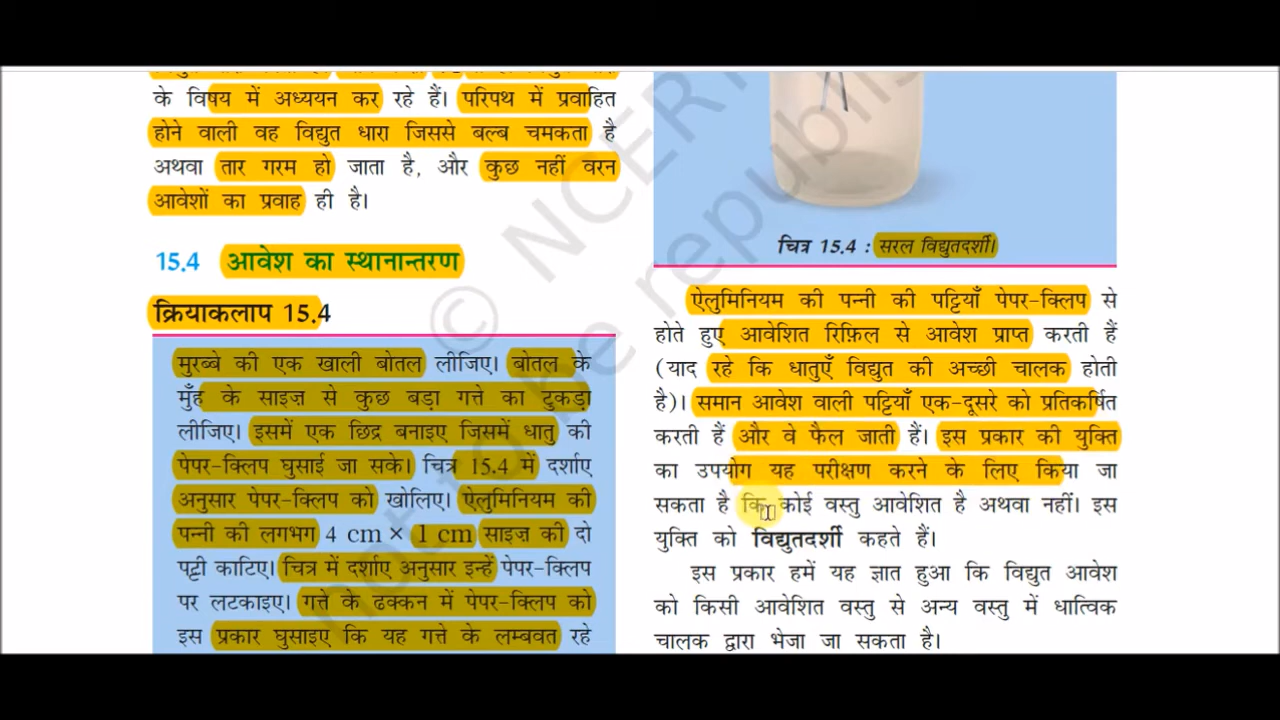 के विषय में अध्ययन कर रहे हैं। परिपथ में प्रवाहित
होने वाली वह विद्युत धारा जिससे बल्ब चमकता है
अथवा तार गरम हो जाता है, और कुछ नहीं वरन
आवेशों का प्रवाह ही है।
15.4 आवेश का स्थानान्तरण
क्रियाकलाप 15.4
मुरब्बे की एक खाली बोतल लीजिए। बोतल के
मुँह के साइज़ से कुछ बड़ा गत्ते का टुकड़ा
लीजिए। इसमें एक छिद्र बनाइए जिसमें धातु की
पेपर-क्लिप घुसाई जा सके। चित्र 15.4 में दर्शाए
अनुसार पेपर-क्लिप को खोलिए। ऐलुमिनियम की
पन्नी की लगभग 4 cm × 1 cm साइज़ की दो
पट्टी काटिए। चित्र में दर्शाए अनुसार इन्हें पेपर-क्लिप
पर लटकाइए। गत्ते के ढक्कन में पेपर-क्लिप को
इस प्रकार घुसाइए कि यह गत्ते के लम्बवत रहे
चित्र 15.4 : सरल विद्युतदर्शी।
ऐलुमिनियम की पन्नी की पट्टियाँ पेपर-क्लिप से
होते हुए आवेशित रिफ़िल से आवेश प्राप्त करती हैं
(याद रहे कि धातुएँ विद्युत की अच्छी चालक होती
है)। समान आवेश वाली पट्टियाँ एक-दूसरे को प्रतिकर्षित
करती हैं और वे फैल जाती हैं। इस प्रकार की युक्ति
का उपयोग यह परीक्षण करने के लिए किया जा
सकता है कि कोई वस्तु आवेशित है अथवा नहीं। इस
युक्ति को विद्युतदर्शी कहते हैं।
इस प्रकार हमें यह ज्ञात हुआ कि विद्युत आवेश
को किसी आवेशित वस्तु से अन्य वस्तु में धात्विक
चालक द्वारा भेजा जा सकता है।
© NCERT
not to be republis